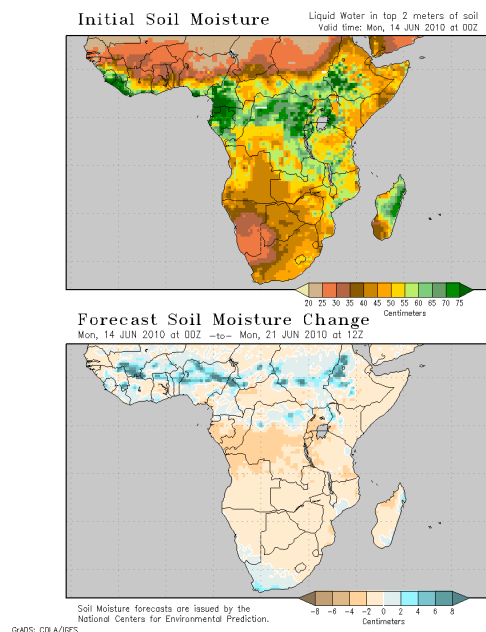 Initial Soil Moisture
Liquid Water in top 2 meters of soil
Valid time: Mon, 14 JUN 2010 at 00Z
20 25 30 35 40 45 50 55 60 65 70 75
Centimeters
Forecast Soil Moisture Change
Mon, 14 JUN 2010 at 00Z -to- Mon, 21 JUN 2010 at 12Z
-8 -6 -4 -2 0 2 4 6 8
Centimeters
Soil Moisture forecasts are issued by the
National Centers for Environmental Prediction.
GrADS: COLA/IGES